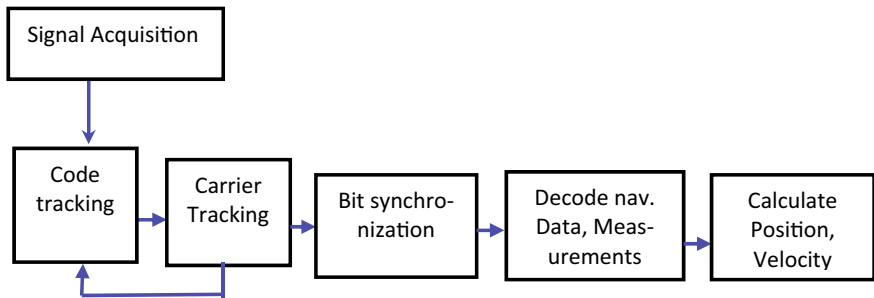 Signal Acquisition
Code
tracking
Carrier
Tracking
Bit synchro-
nization
Decode nav.
Data, Meas-
urements
Calculate
Position,
Velocity